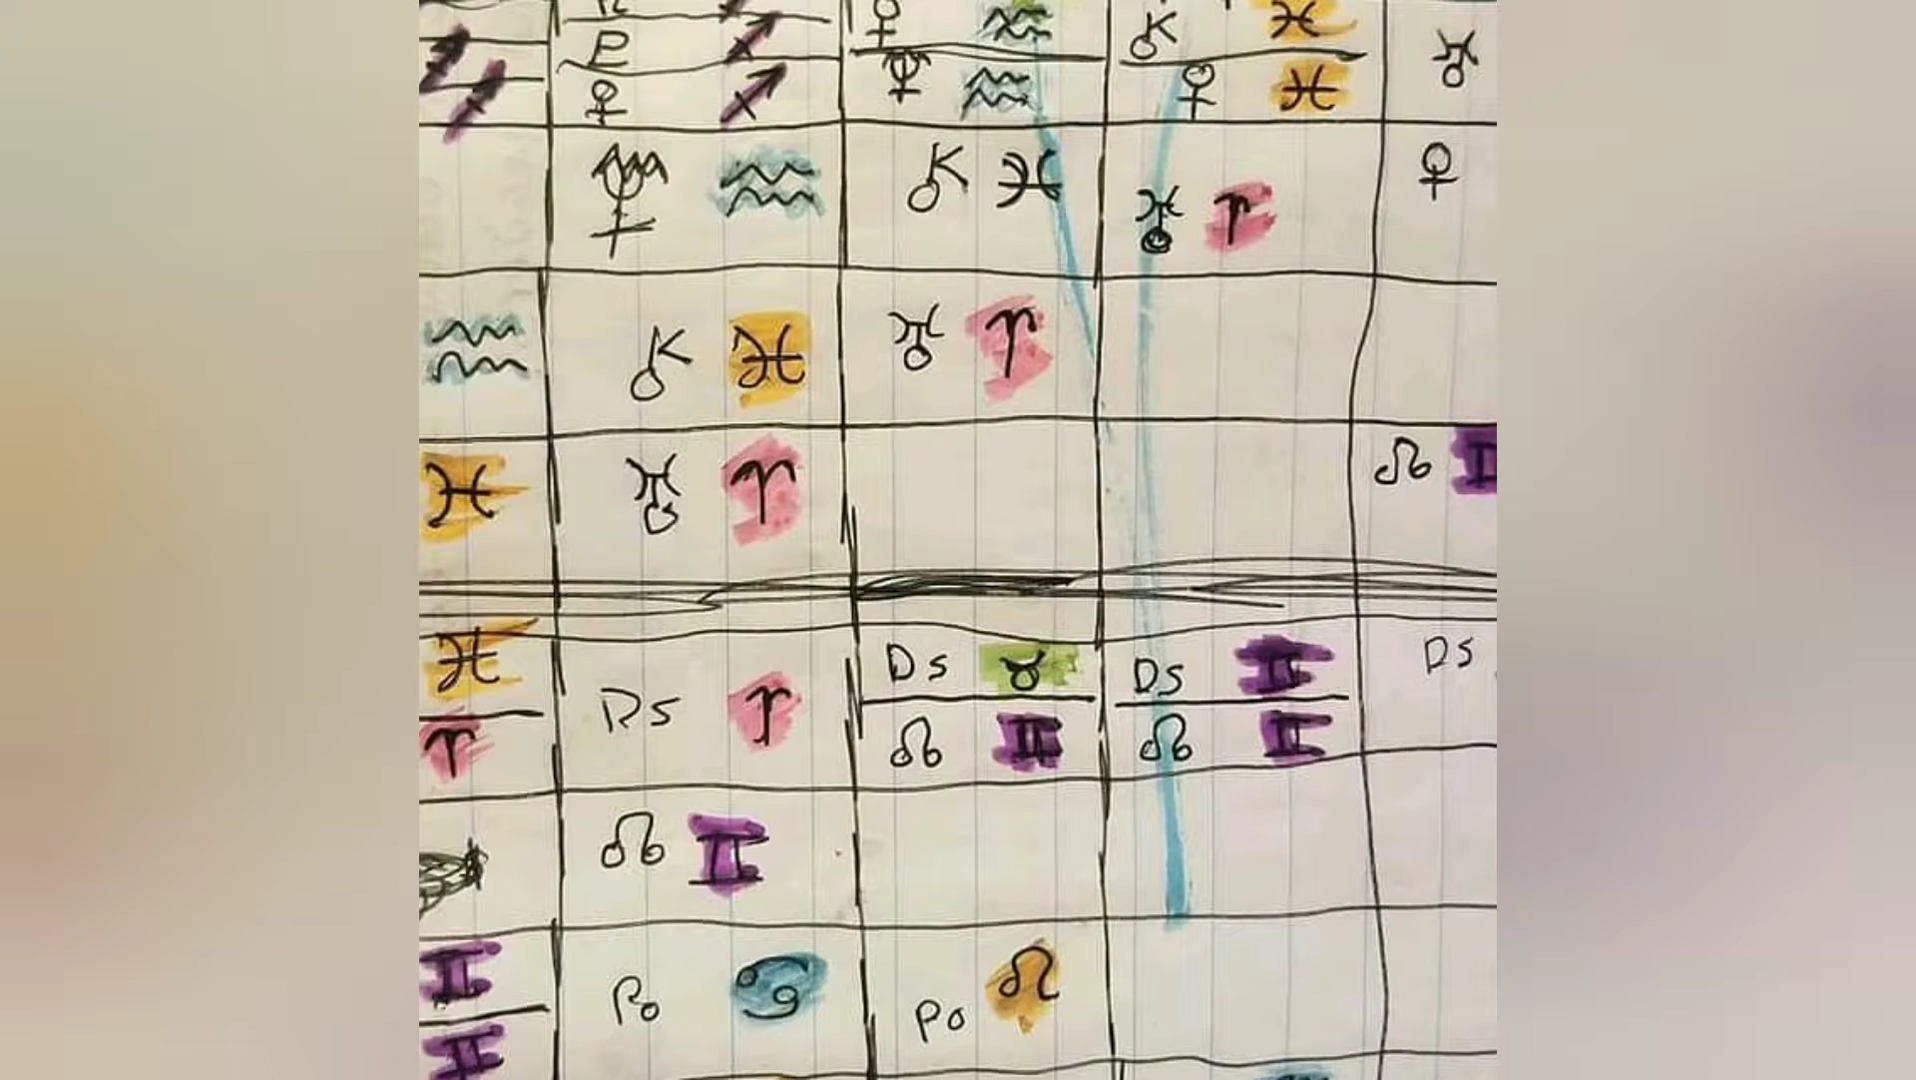 ♐ ♇ ♐ ♀ ♒ ⚷ ♓ ♅
♐ ♀ ♐ ♆ ♒ ♀ ♓
♆ ♒ ⚷ ♓ ♅ ♈ ♀
♒ ⚷ ♓ ♅ ♈
♓ ♅ ♈ ☊ ♊
♓ Ds ♈ Ds ♉ Ds ♊ Ds
♈ ☊ ♊ ☊ ♊
☊ ♊
♊ Po ♋ Po ♌
♊